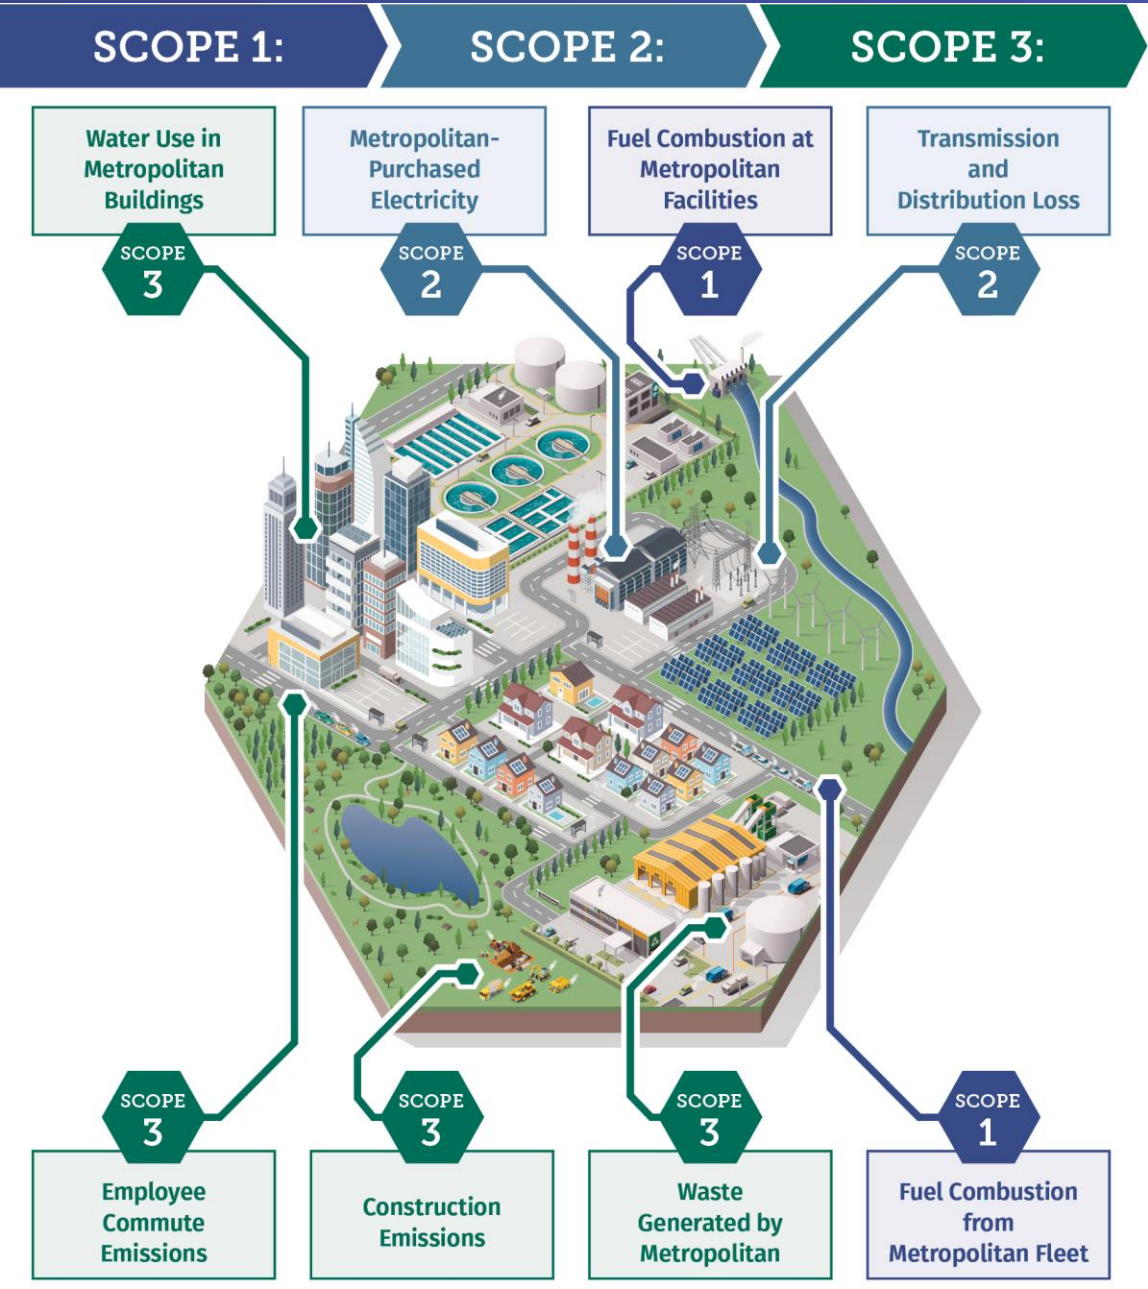 SCOPE 1:
SCOPE 2:
SCOPE 3:
Water Use in
Metropolitan
Buildings
SCOPE
3
Metropolitan-
Purchased
Electricity
SCOPE
2
Fuel Combustion at
Metropolitan
Facilities
SCOPE
1
Transmission
and
Distribution Loss
SCOPE
2
SCOPE
3
Employee
Commute
Emissions
SCOPE
3
Construction
Emissions
SCOPE
3
Waste
Generated by
Metropolitan
SCOPE
1
Fuel Combustion
from
Metropolitan Fleet